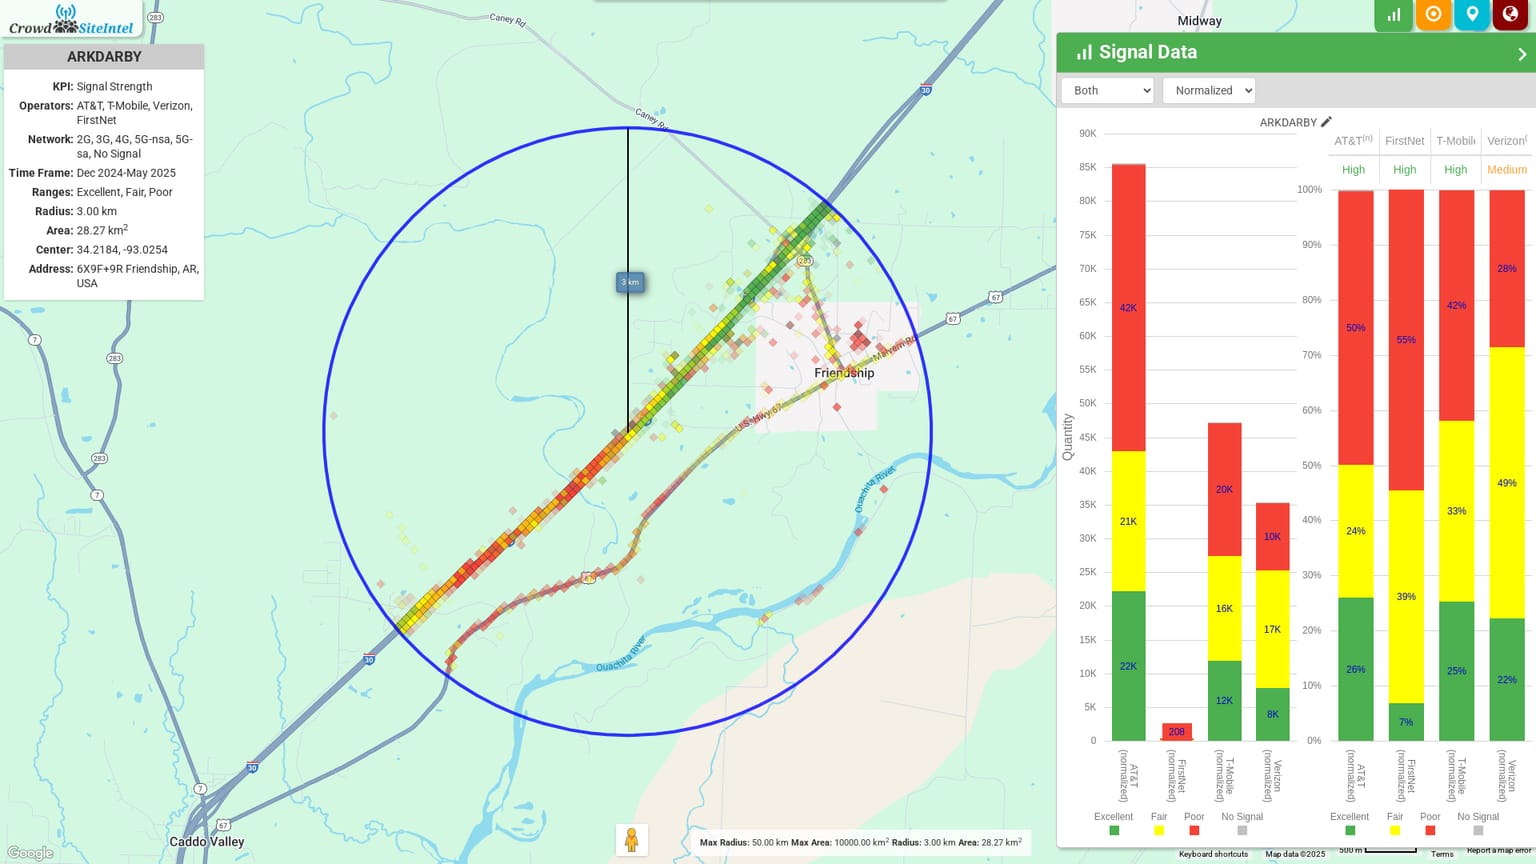 Crowd SiteIntel
ARKDARBY
KPI: Signal Strength
Operators: AT&T, T-Mobile, Verizon,
FirstNet
Network: 2G, 3G, 4G, 5G-nsa, 5G-
sa, No Signal
Time Frame: Dec 2024-May 2025
Ranges: Excellent, Fair, Poor
Radius: 3.00 km
Area: 28.27 km2
Center: 34.2184, -93.0254
Address: 6X9F+9R Friendship, AR,
USA
283
Caney Rd
Caney Rd
30
Midway
3 km
283
67
67
7
283
Malvern Rd
Friendship
U.S. Hwy 67
283
7
Ouachita River
67
Ouachita River
30
30
7
67
Caddo Valley
Google
Max Radius: 50.00 km Max Area: 10000.00 km2 Radius: 3.00 km Area: 28.27 km2
Keyboard shortcuts
Map data ©2025
500 m
Terms
Report a map error
Signal Data
Both
Normalized
ARKDARBY
Quantity
90K
85K
80K
75K
70K
65K
60K
55K
50K
45K
40K
35K
30K
25K
20K
15K
10K
5K
0
42K
21K
22K
208
20K
16K
12K
10K
17K
8K
AT&T
(normalized)
FirstNet
(normalized)
T-Mobile
(normalized)
Verizon
(normalized)
Excellent Fair Poor No Signal
AT&T(n) FirstNet T-Mobile Verizon(
High High High Medium
100%
90%
80%
70%
60%
50%
40%
30%
20%
10%
0%
50%
24%
26%
55%
39%
7%
42%
33%
25%
28%
49%
22%
AT&T
(normalized)
FirstNet
(normalized)
T-Mobile
(normalized)
Verizon
(normalized)
Excellent Fair Poor No Signal